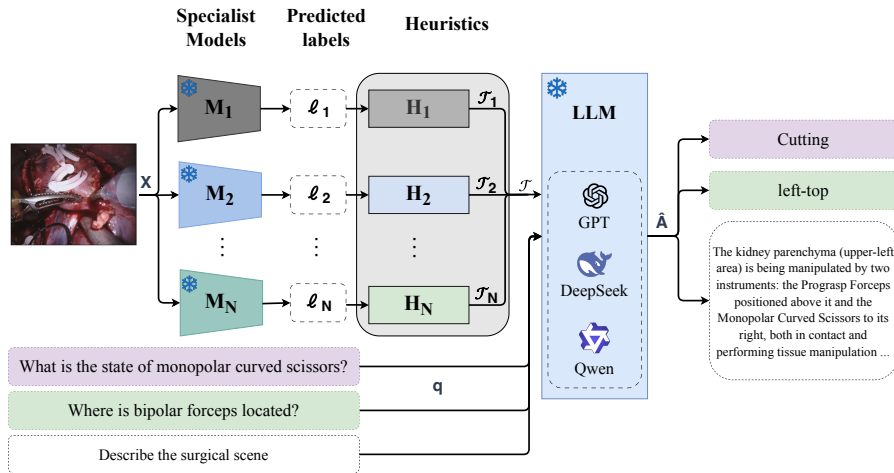 Specialist
Models
Predicted
labels
Heuristics
X
M1
M2
MN
ℓ1
ℓ2
ℓN
H1
H2
HN
𝒯1
𝒯2
𝒯N
𝒯
LLM
GPT
DeepSeek
Qwen
Â
Cutting
left-top
The kidney parenchyma (upper-left
area) is being manipulated by two
instruments: the Prograsp Forceps
positioned above it and the
Monopolar Curved Scissors to its
right, both in contact and
performing tissue manipulation ...
What is the state of monopolar curved scissors?
Where is bipolar forceps located?
Describe the surgical scene
q